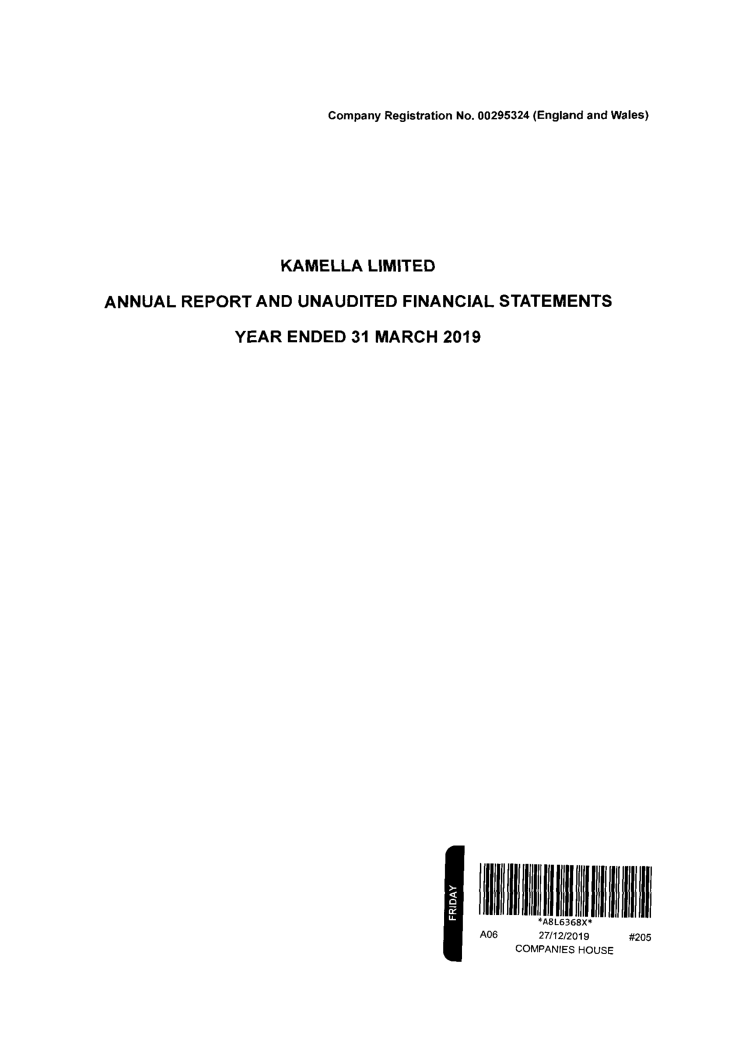 Company Registration No. 00295324 (England and Wales)
KAMELLA LIMITED
ANNUAL REPORT AND UNAUDITED FINANCIAL STATEMENTS
YEAR ENDED 31 MARCH 2019
FRIDAY
*A8L6368X*
A06 27/12/2019 #205
COMPANIES HOUSE